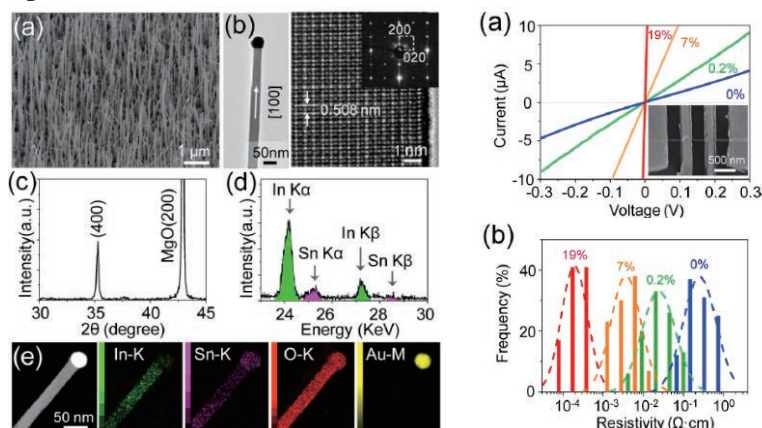 (a)
1 μm
(b)
[100]
50nm
200
020
0.508 nm
1 nm
(c)
Intensity(a.u.)
(400)
MgO(200)
30 35 40 45
2θ (degree)
(d)
Intensity(a.u.)
In Kα
Sn Kα
In Kβ
Sn Kβ
24 26 28 30
Energy (KeV)
(e)
50 nm
In-K
Sn-K
O-K
Au-M
(a)
Current (μA)
10
5
0
-5
-10
19%
7%
0.2%
0%
500 nm
-0.3 -0.2 -0.1 0 0.1 0.2 0.3
Voltage (V)
(b)
Frequency (%)
40
20
0
19%
7%
0.2%
0%
10⁻⁴ 10⁻³ 10⁻² 10⁻¹ 10⁰
Resistivity (Ω·cm)